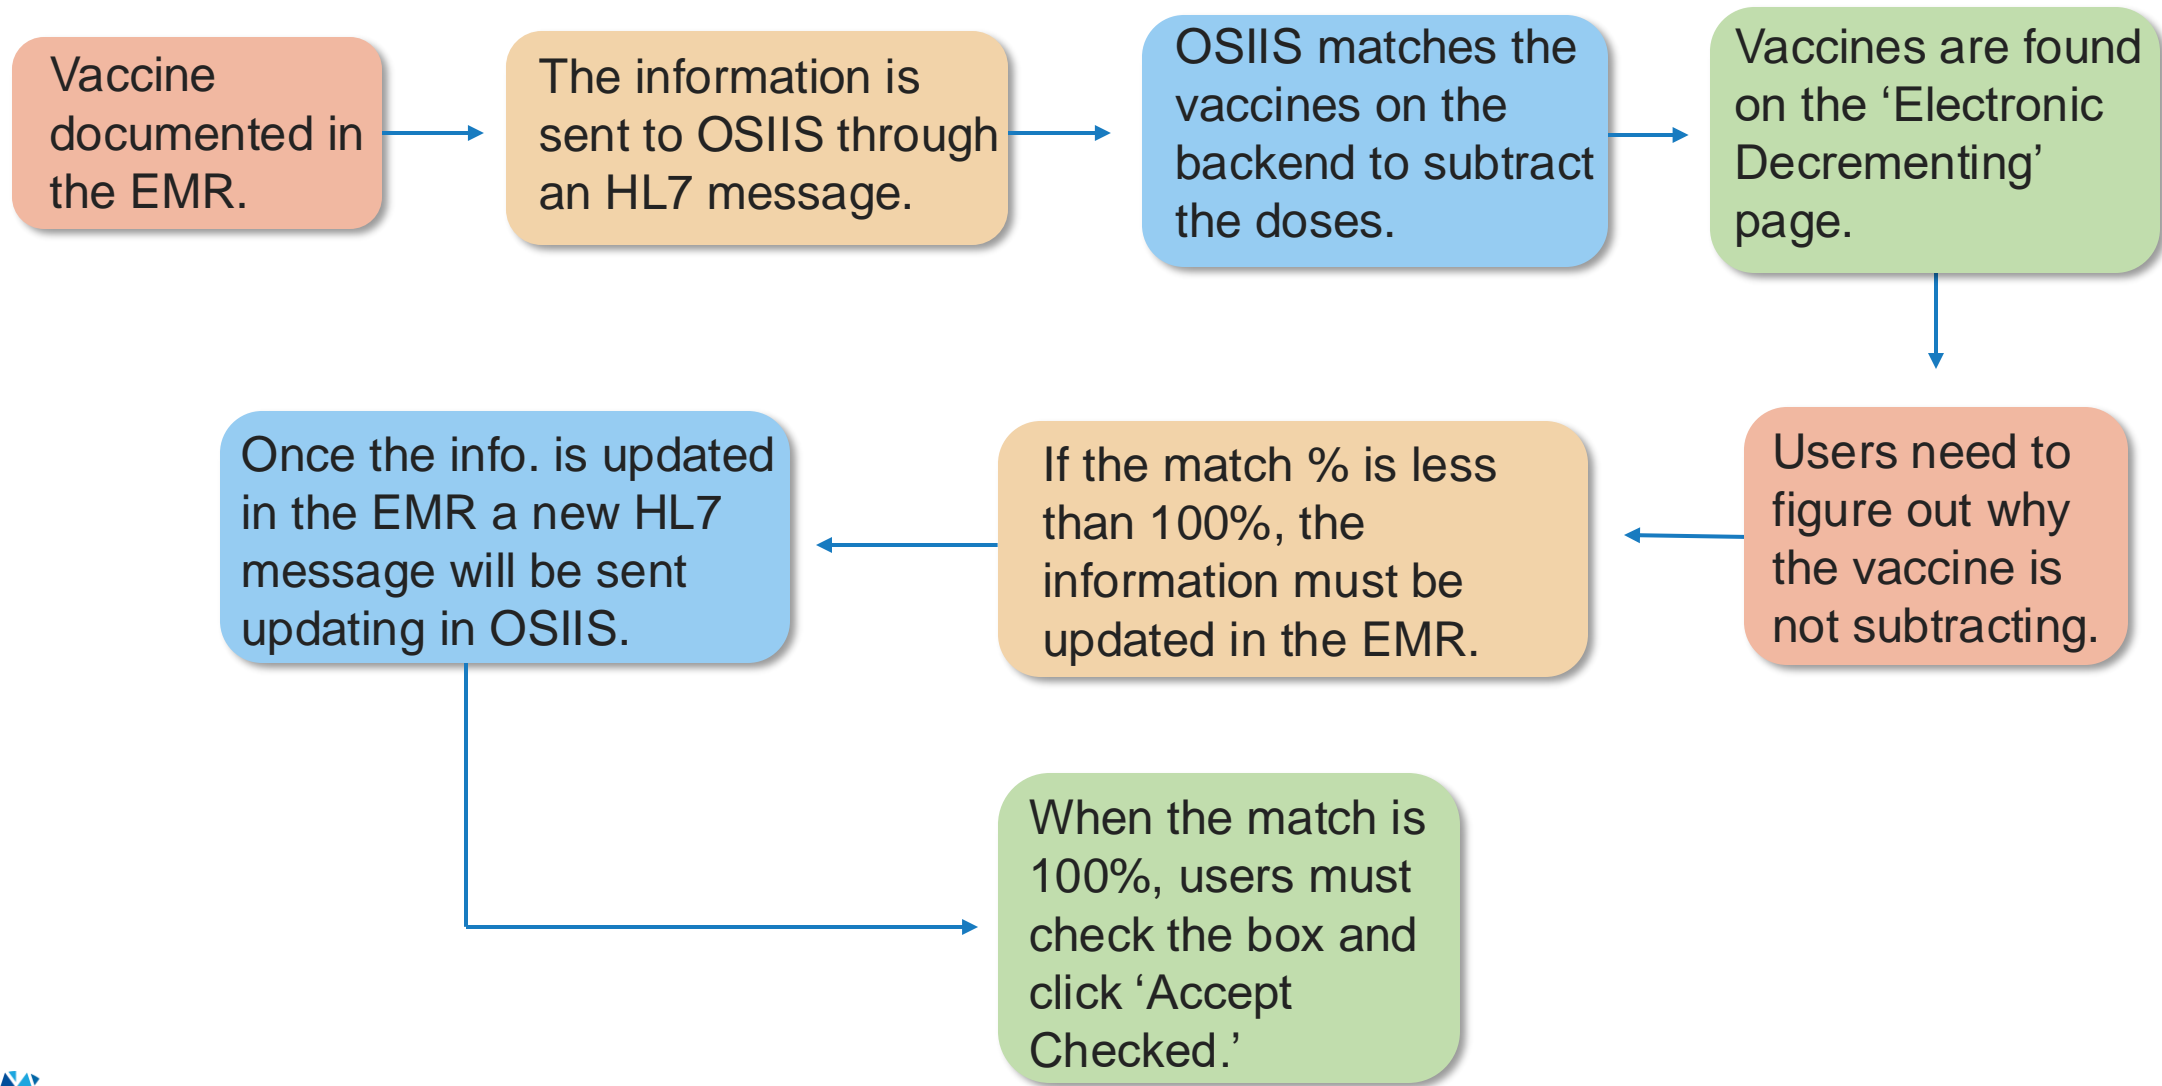 Vaccine
documented in
the EMR.
The information is
sent to OSIIS through
an HL7 message.
OSIIS matches the
vaccines on the
backend to subtract
the doses.
Vaccines are found
on the ‘Electronic
Decrementing’
page.
Users need to
figure out why
the vaccine is
not subtracting.
If the match % is less
than 100%, the
information must be
updated in the EMR.
Once the info. is updated
in the EMR a new HL7
message will be sent
updating in OSIIS.
When the match is
100%, users must
check the box and
click ‘Accept
Checked.’